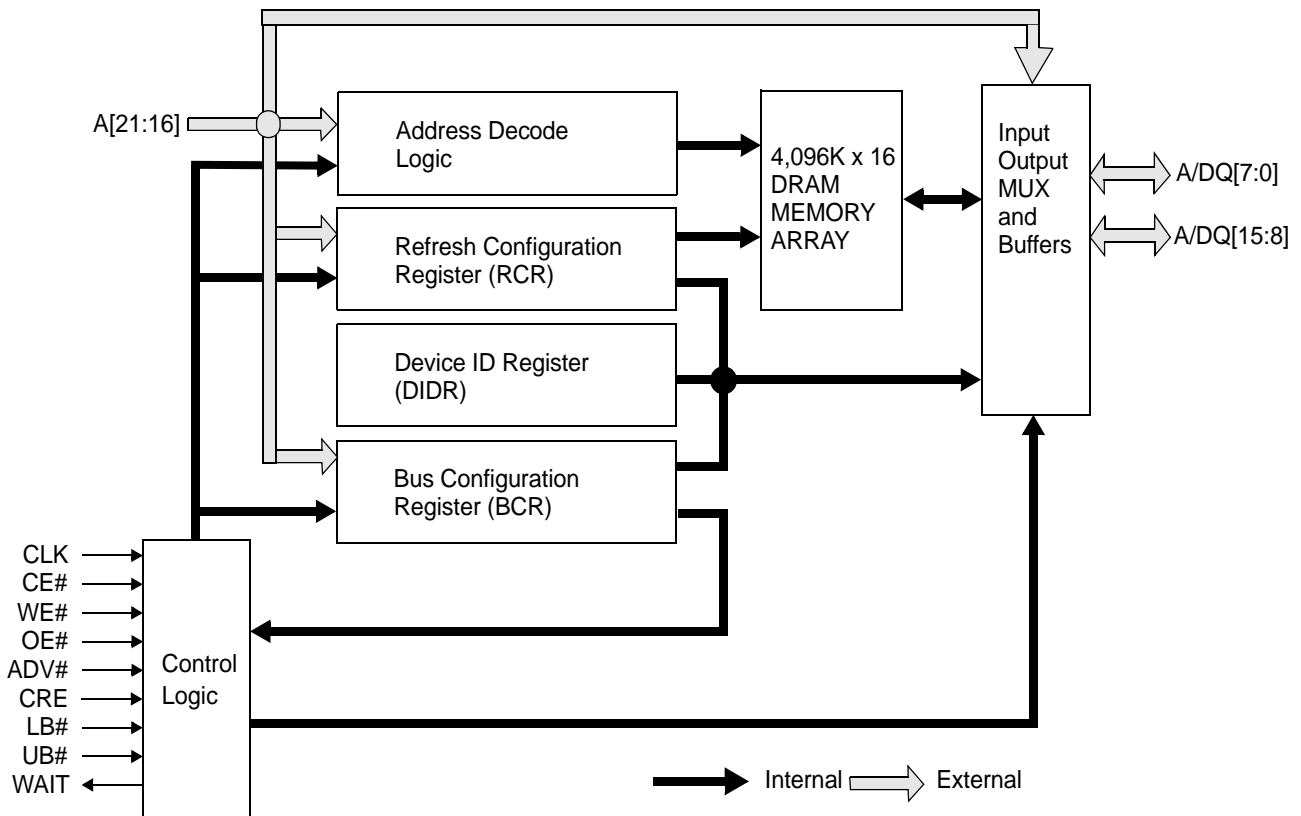 A[21:16]
Address Decode
Logic
4,096K x 16
DRAM
MEMORY
ARRAY
Input
Output
MUX
and
Buffers
A/DQ[7:0]
A/DQ[15:8]
Refresh Configuration
Register (RCR)
Device ID Register
(DIDR)
Bus Configuration
Register (BCR)
CLK
CE#
WE#
OE#
ADV#
CRE
LB#
UB#
WAIT
Control
Logic
Internal
External